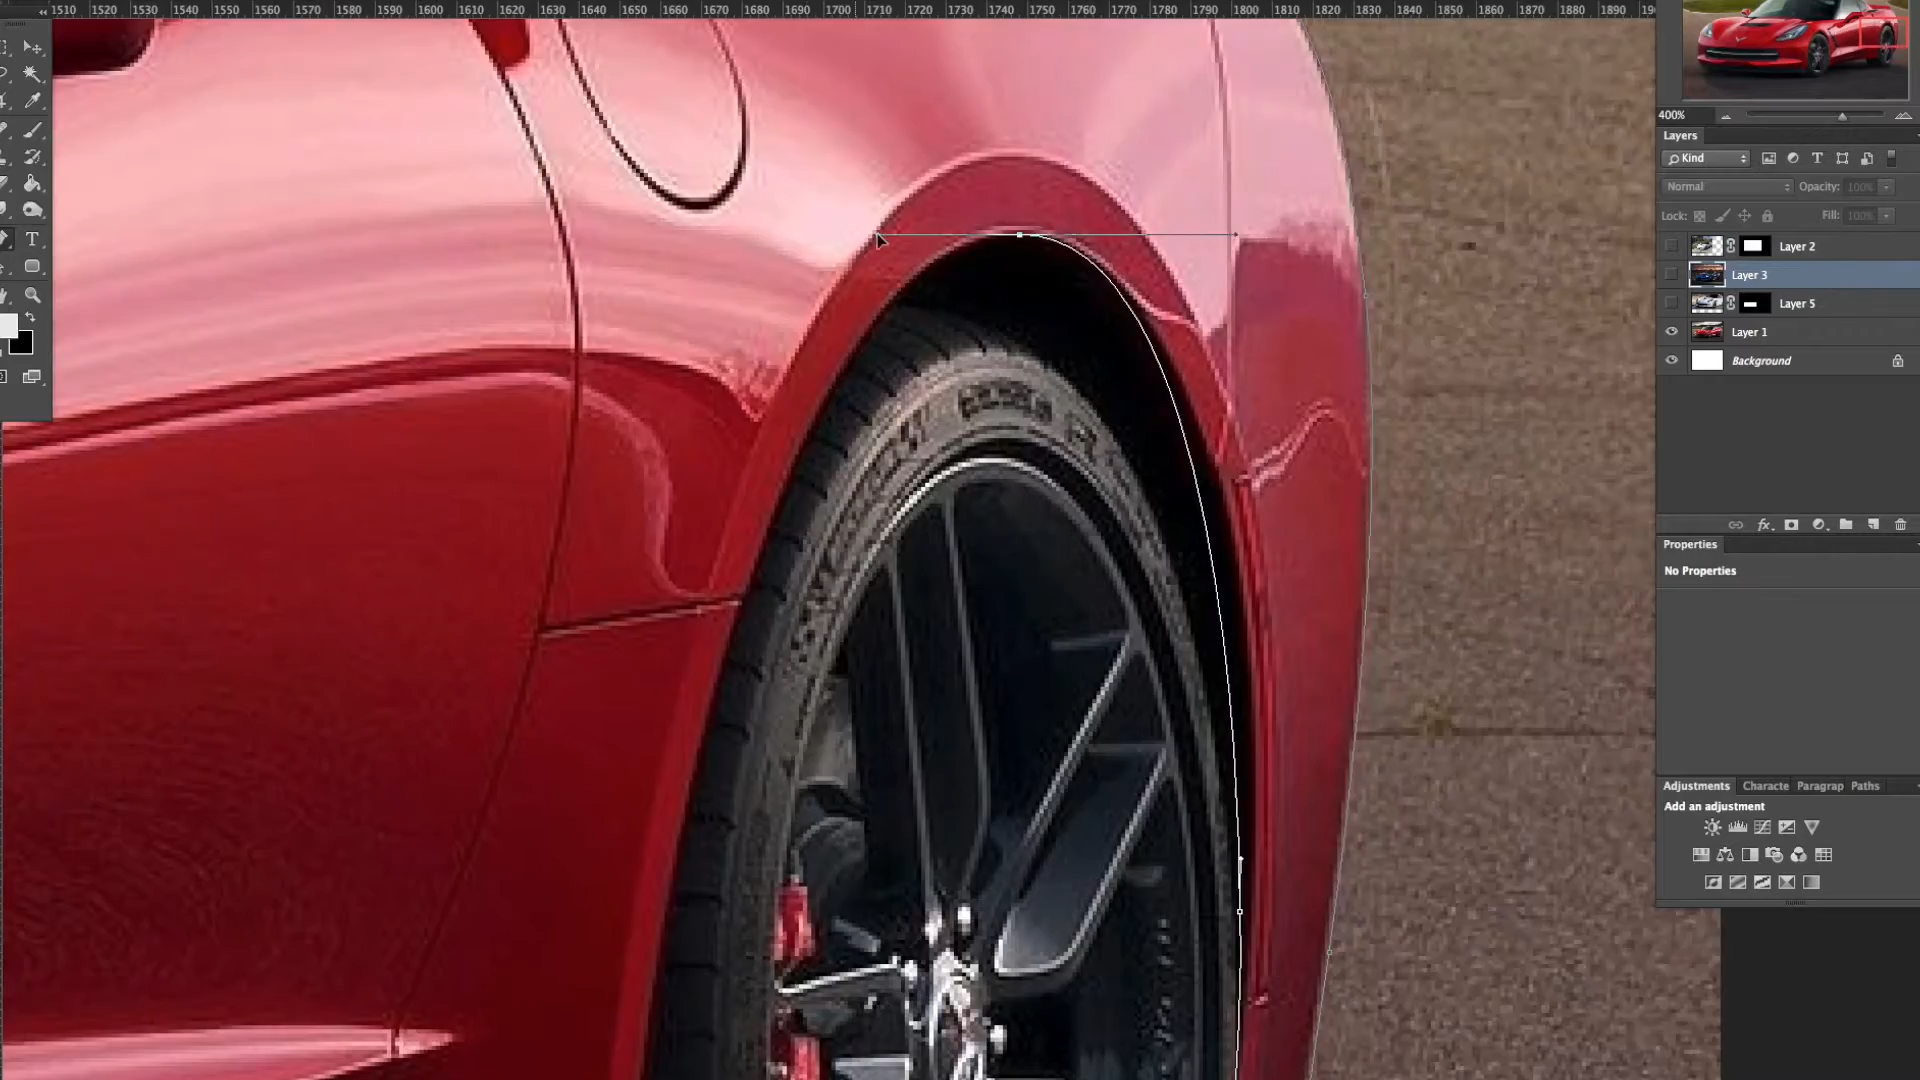 1510 1520 1530 1540 1550 1560 1570 1580 1590 1600 1610 1620 1630 1640 1650 1660 1670 1680 1690 1700 1710 1720 1730 1740 1750 1760 1770 1780 1790 1800 1810 1820 1830 1840 1850 1860 1870 1880 1890
400%
Layers
Kind
Normal Opacity: 100%
Lock: Fill: 100%
Layer 2
Layer 3
Layer 5
Layer 1
Background
fx
Properties
No Properties
Adjustments Characte Paragrap Paths
Add an adjustment